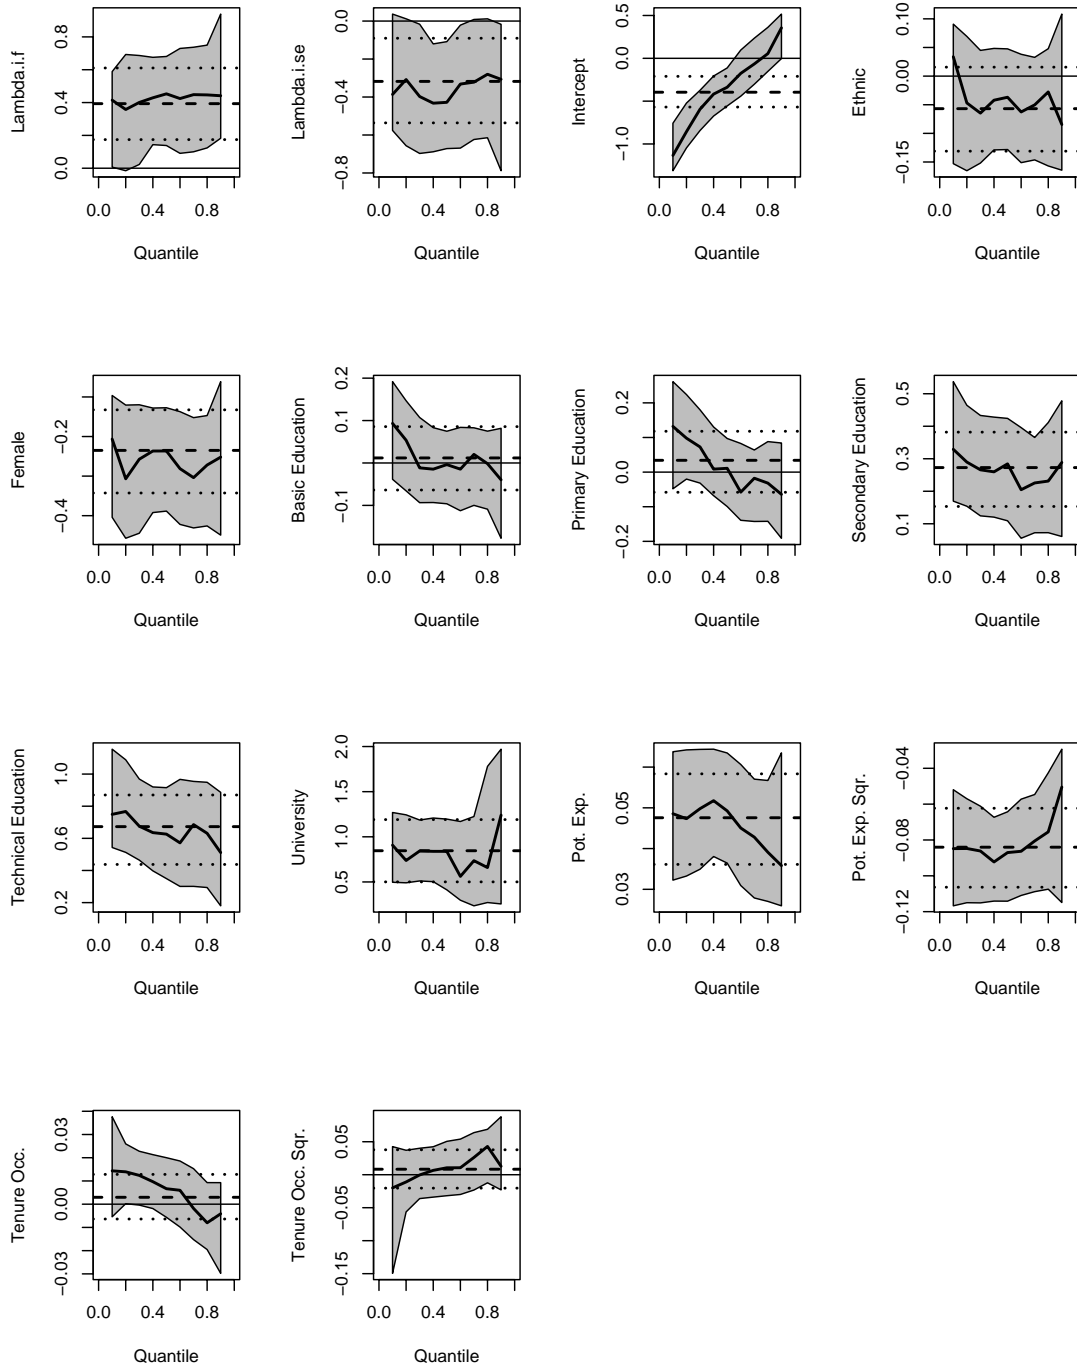 Lambda.i.f
0.0 0.4 0.8
0.0 0.4 0.8
Quantile
Lambda.i.se
−0.8 −0.4 0.0
0.0 0.4 0.8
Quantile
Intercept
−1.0 0.0 0.5
0.0 0.4 0.8
Quantile
Ethnic
−0.15 0.00 0.10
0.0 0.4 0.8
Quantile
Female
−0.4 −0.2
0.0 0.4 0.8
Quantile
Basic Education
−0.1 0.1 0.2
0.0 0.4 0.8
Quantile
Primary Education
−0.2 0.0 0.2
0.0 0.4 0.8
Quantile
Secondary Education
0.1 0.3 0.5
0.0 0.4 0.8
Quantile
Technical Education
0.2 0.6 1.0
0.0 0.4 0.8
Quantile
University
0.5 1.0 1.5 2.0
0.0 0.4 0.8
Quantile
Pot. Exp.
0.03 0.05
0.0 0.4 0.8
Quantile
Pot. Exp. Sqr.
−0.12 −0.08 −0.04
0.0 0.4 0.8
Quantile
Tenure Occ.
−0.03 0.00 0.03
0.0 0.4 0.8
Quantile
Tenure Occ. Sqr.
−0.15 −0.05 0.05
0.0 0.4 0.8
Quantile